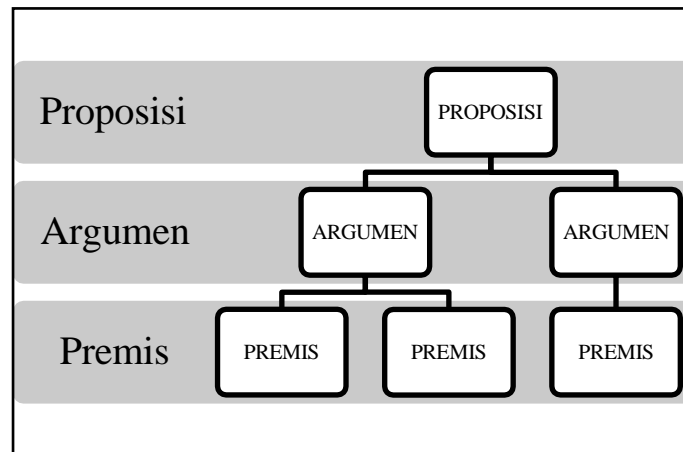 Proposisi
PROPOSISI
Argumen
ARGUMEN
ARGUMEN
Premis
PREMIS
PREMIS
PREMIS